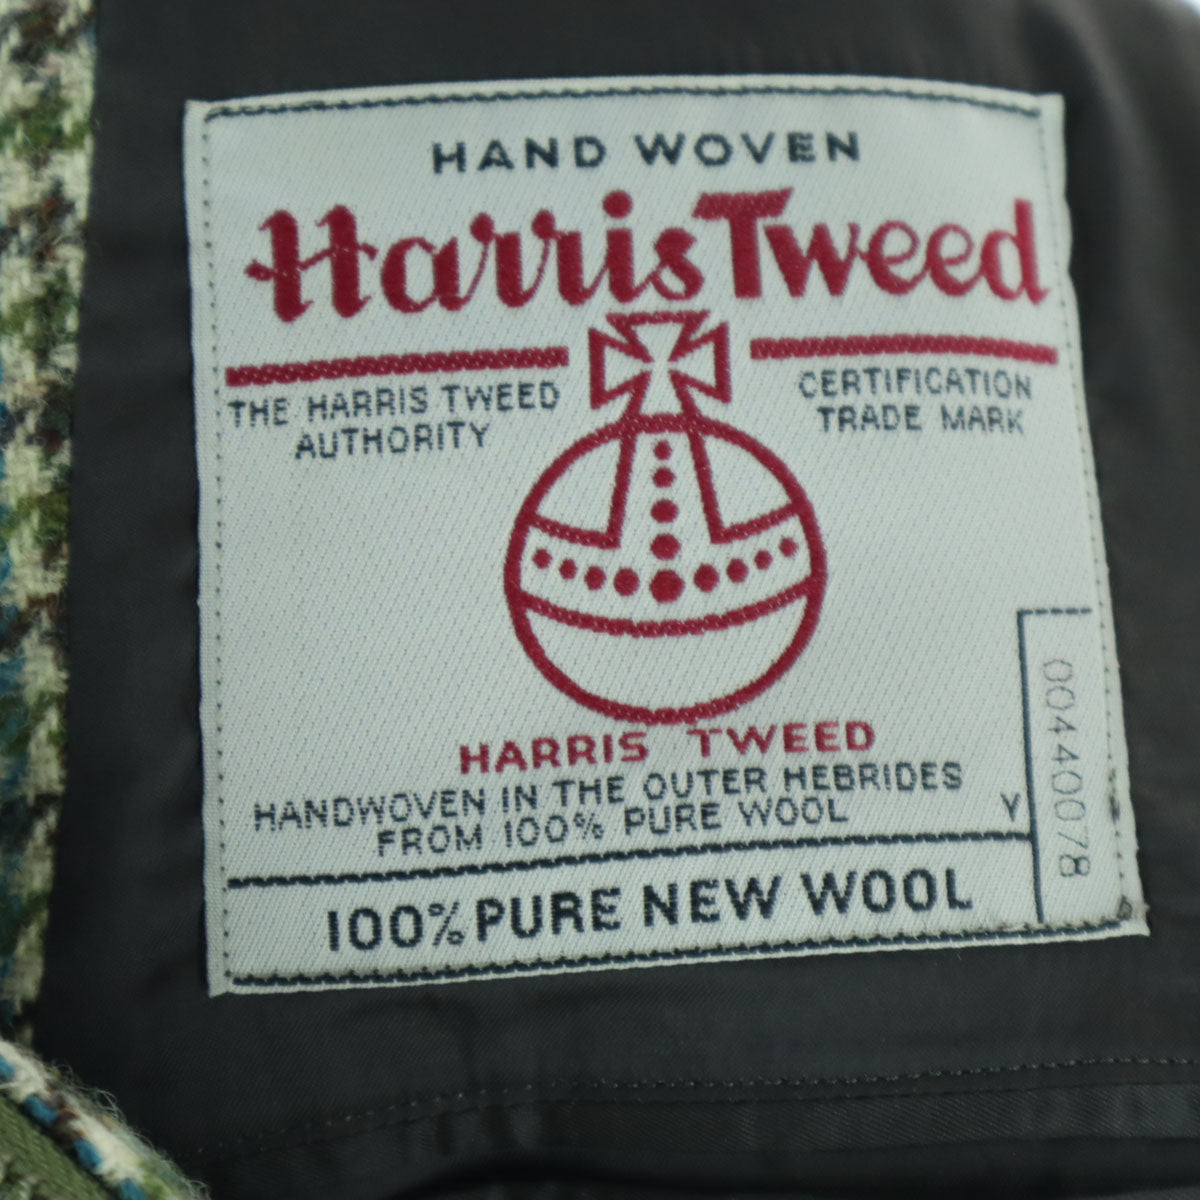 HAND WOVEN
Harris Tweed
THE HARRIS TWEED
AUTHORITY
CERTIFICATION
TRADE MARK
HARRIS TWEED
HANDWOVEN IN THE OUTER HEBRIDES
FROM 100% PURE WOOL
Y
00440078
100% PURE NEW WOOL